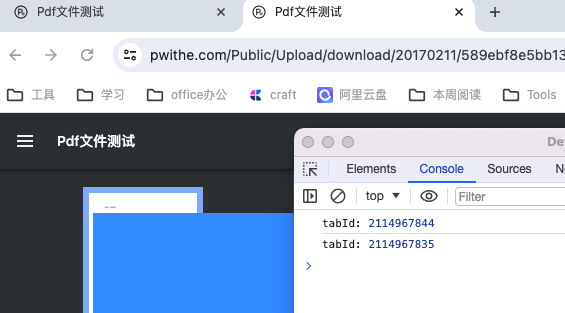 Pdf文件测试
Pdf文件测试
pwithe.com/Public/Upload/download/20170211/589ebf8e5bb13
工具 学习 office办公 craft 阿里云盘 本周阅读 Tools
Pdf文件测试
De
Elements Console Sources N
top Filter
tabId: 2114967844
tabId: 2114967835